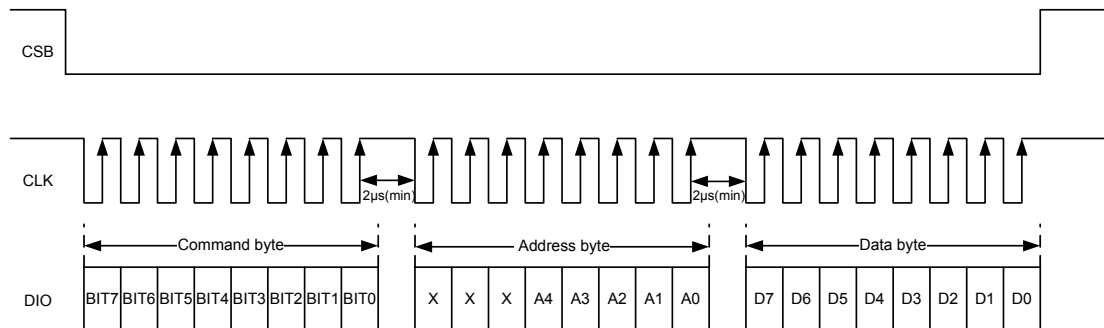 CSB
CLK
2μs(min) 2μs(min)
Command byte Address byte Data byte
DIO BIT7 BIT6 BIT5 BIT4 BIT3 BIT2 BIT1 BIT0 X X X A4 A3 A2 A1 A0 D7 D6 D5 D4 D3 D2 D1 D0